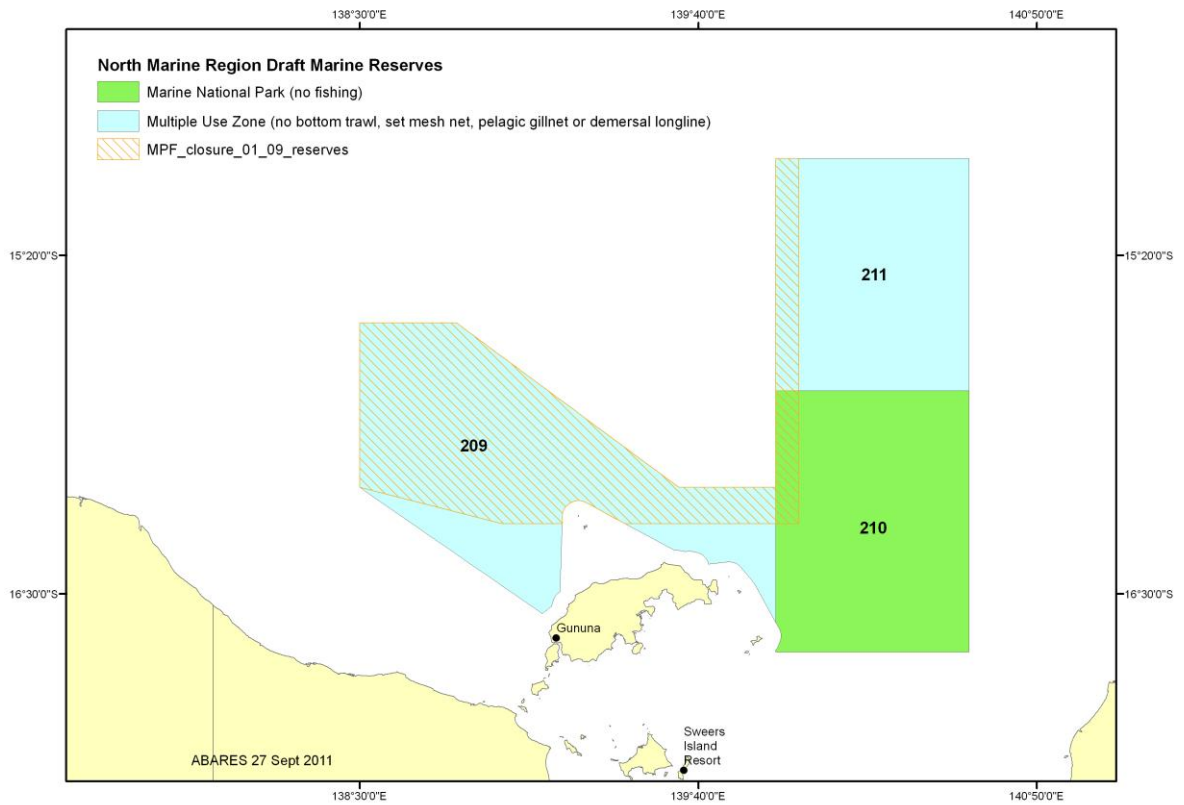 138°30'0"E 139°40'0"E 140°50'0"E
North Marine Region Draft Marine Reserves
Marine National Park (no fishing)
Multiple Use Zone (no bottom trawl, set mesh net, pelagic gillnet or demersal longline)
MPF_closure_01_09_reserves
15°20'0"S 15°20'0"S
211
209
210
16°30'0"S 16°30'0"S
Gununa
Sweers
Island
Resort
ABARES 27 Sept 2011
138°30'0"E 139°40'0"E 140°50'0"E